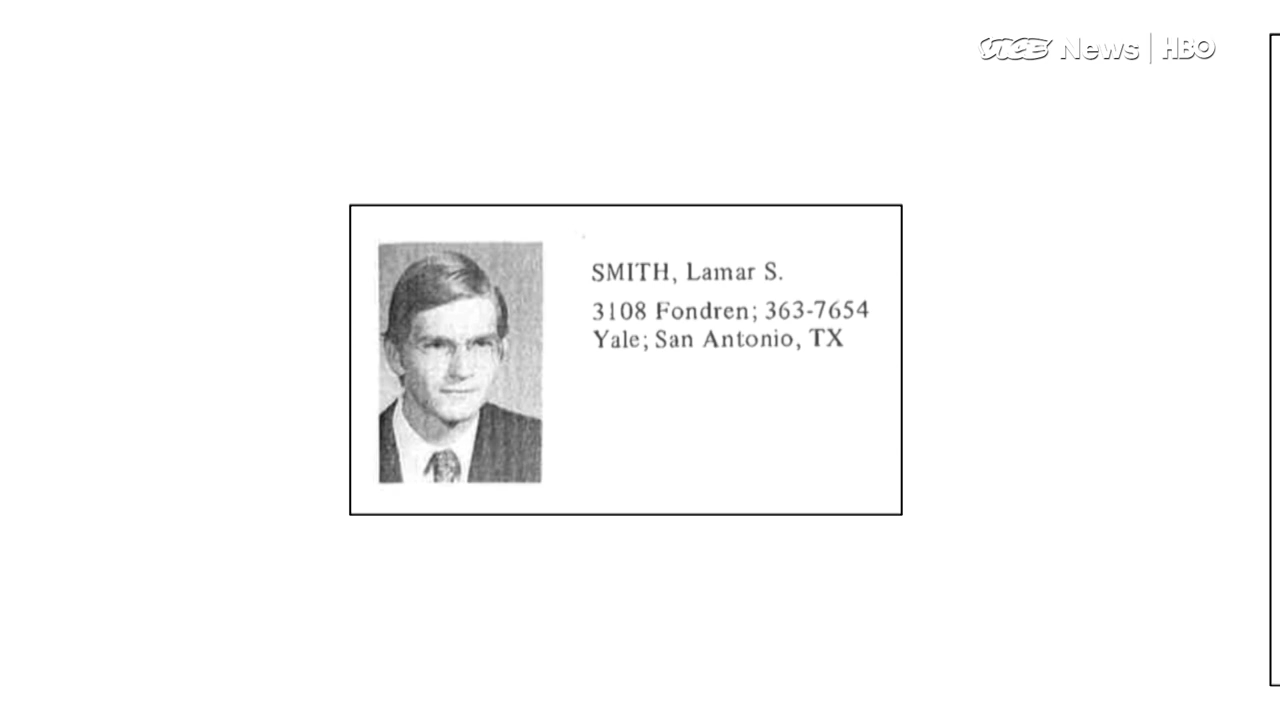 VICE News | HBO
SMITH, Lamar S.
3108 Fondren; 363-7654
Yale; San Antonio, TX